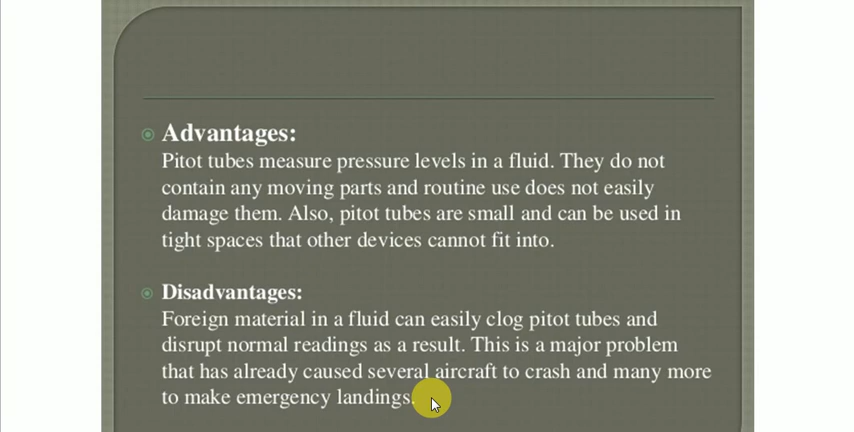 Advantages:
Pitot tubes measure pressure levels in a fluid. They do not
contain any moving parts and routine use does not easily
damage them. Also, pitot tubes are small and can be used in
tight spaces that other devices cannot fit into.
Disadvantages:
Foreign material in a fluid can easily clog pitot tubes and
disrupt normal readings as a result. This is a major problem
that has already caused several aircraft to crash and many more
to make emergency landings.